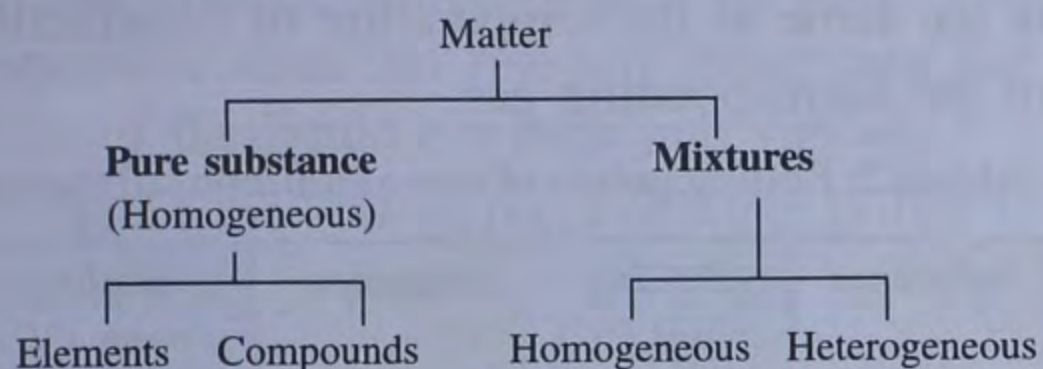 Matter
Pure substance Mixtures
(Homogeneous)
Elements Compounds Homogeneous Heterogeneous